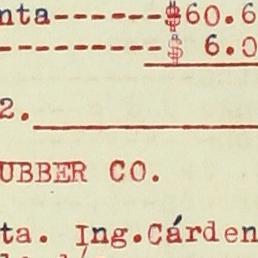 nta------$60.6
---------$ 6.0
2.
UBBER CO.
ta. Ing.Cárden